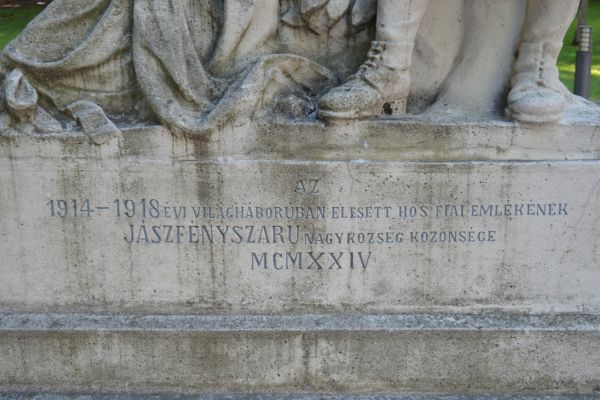 AZ
1914-1918 ÉVI VILÁGHÁBORUBAN ELESETT HŐS FIAI EMLÉKÉNEK
JÁSZFÉNYSZARU NAGYKÖZSÉG KÖZÖNSÉGE
MCMXXIV